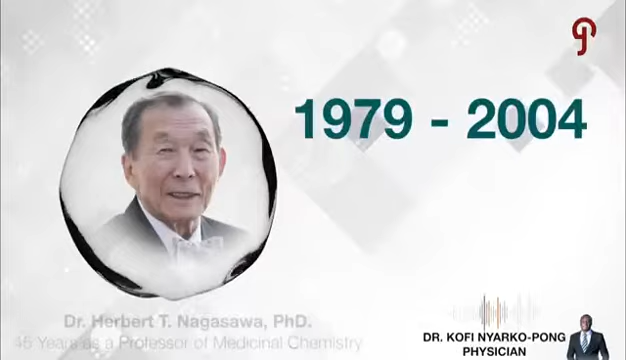 1979 - 2004
Dr. Herbert T. Nagasawa, PhD.
45 Years as a Professor of Medicinal Chemistry
DR. KOFI NYARKO-PONG
PHYSICIAN